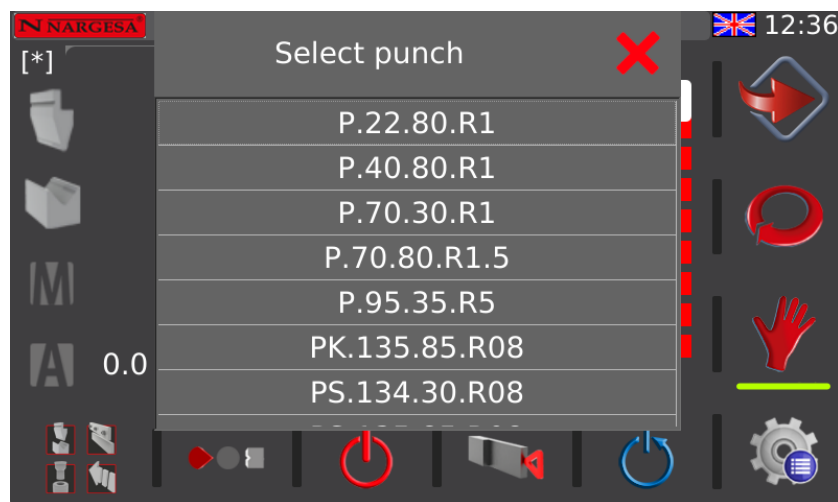 N NARGESA®
Select punch
12:36
[*]
P.22.80.R1
P.40.80.R1
P.70.30.R1
P.70.80.R1.5
P.95.35.R5
M
PK.135.85.R08
A 0.0
PS.134.30.R08